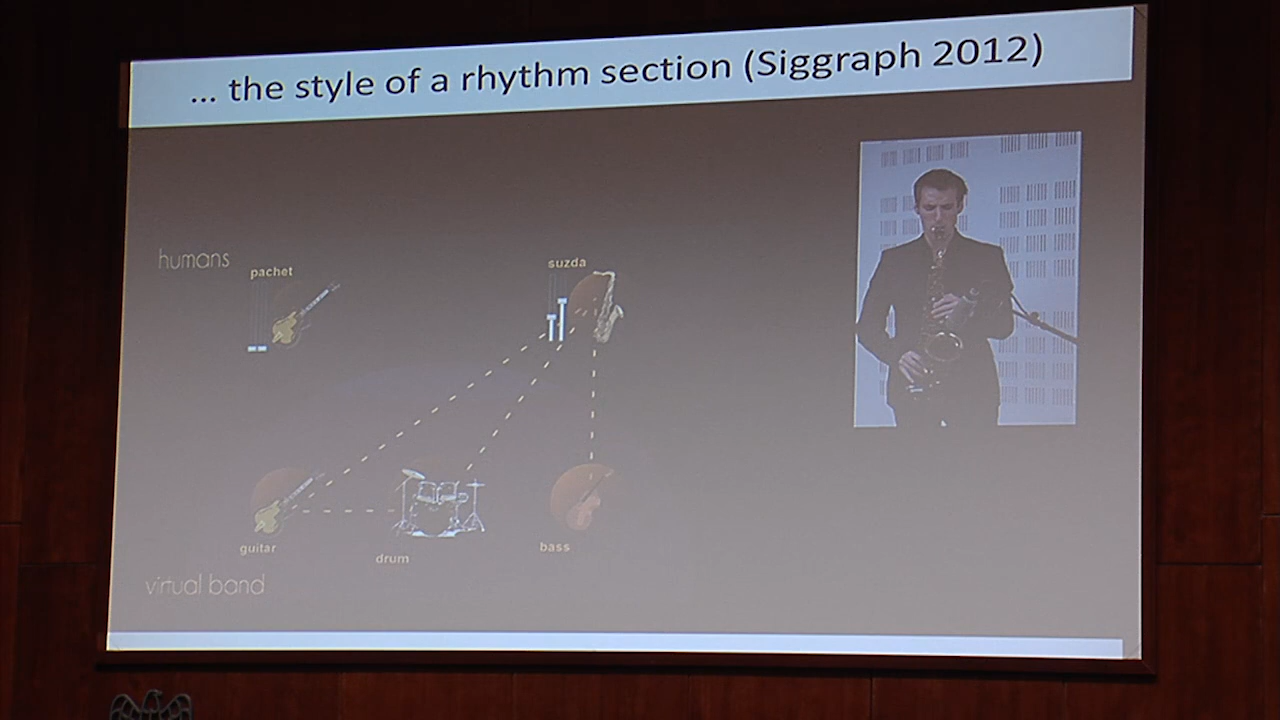 ... the style of a rhythm section (Siggraph 2012)
humans
pachet
suzda
guitar
drum
bass
virtual band